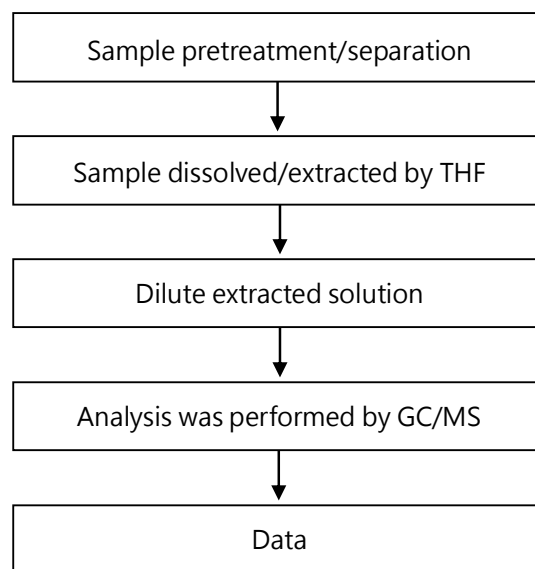 Sample pretreatment/separation
Sample dissolved/extracted by THF
Dilute extracted solution
Analysis was performed by GC/MS
Data